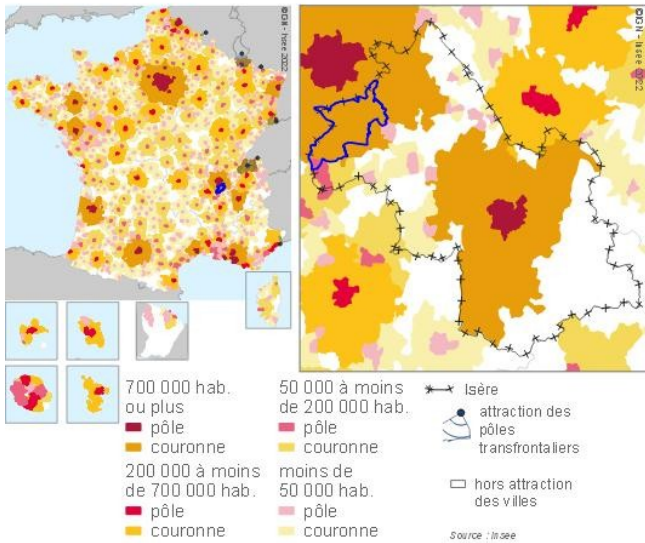 ©IGN - Insee 2022
©IGN - Insee 2022
700 000 hab.
ou plus
pôle
couronne
200 000 à moins
de 700 000 hab.
pôle
couronne
50 000 à moins
de 200 000 hab.
pôle
couronne
moins de
50 000 hab.
pôle
couronne
Isère
attraction des
pôles
transfrontaliers
hors attraction
des villes
Source : Insee